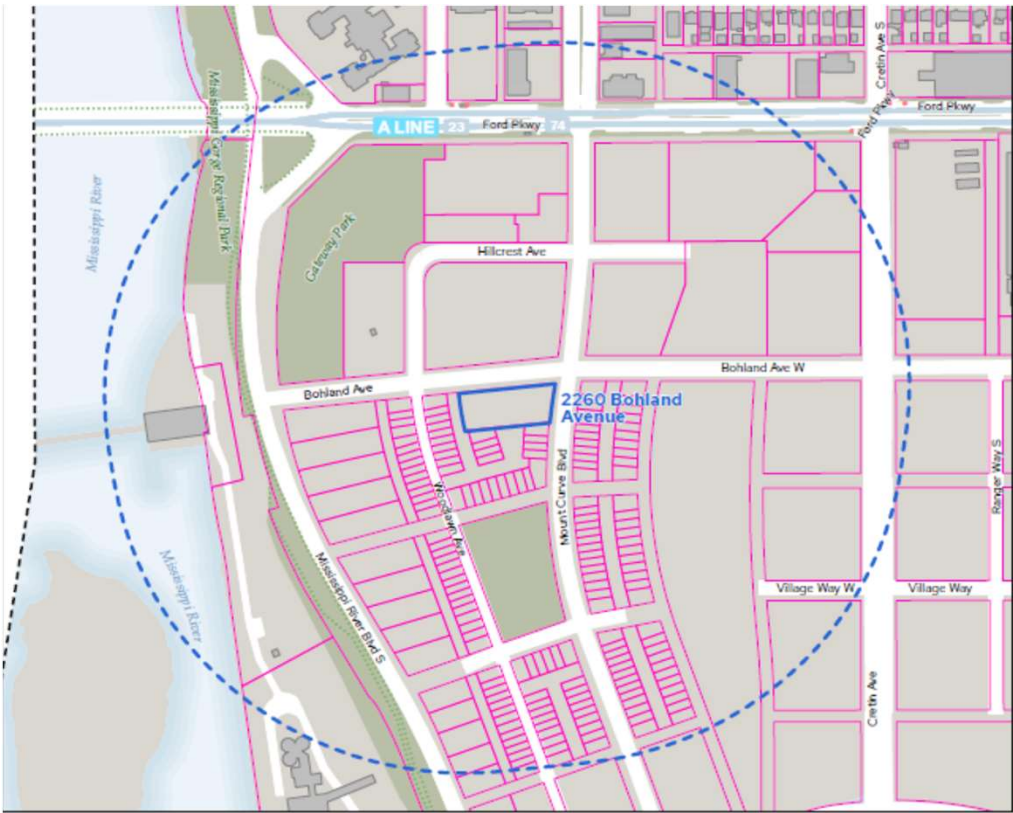 Cretin Ave S
Mississippi Gorge Regional Park
Ford Pkwy
A LINE 23 Ford Pkwy 74
Ford Pkwy
Mississippi River
Gateway Park
Hillcrest Ave
Bohland Ave W
Bohland Ave
2260 Bohland
Avenue
Woodlawn Ave
Mount Curve Blvd
Ranger Way S
Mississippi River
Mississippi River Blvd S
Village Way W
Village Way
Cretin Ave